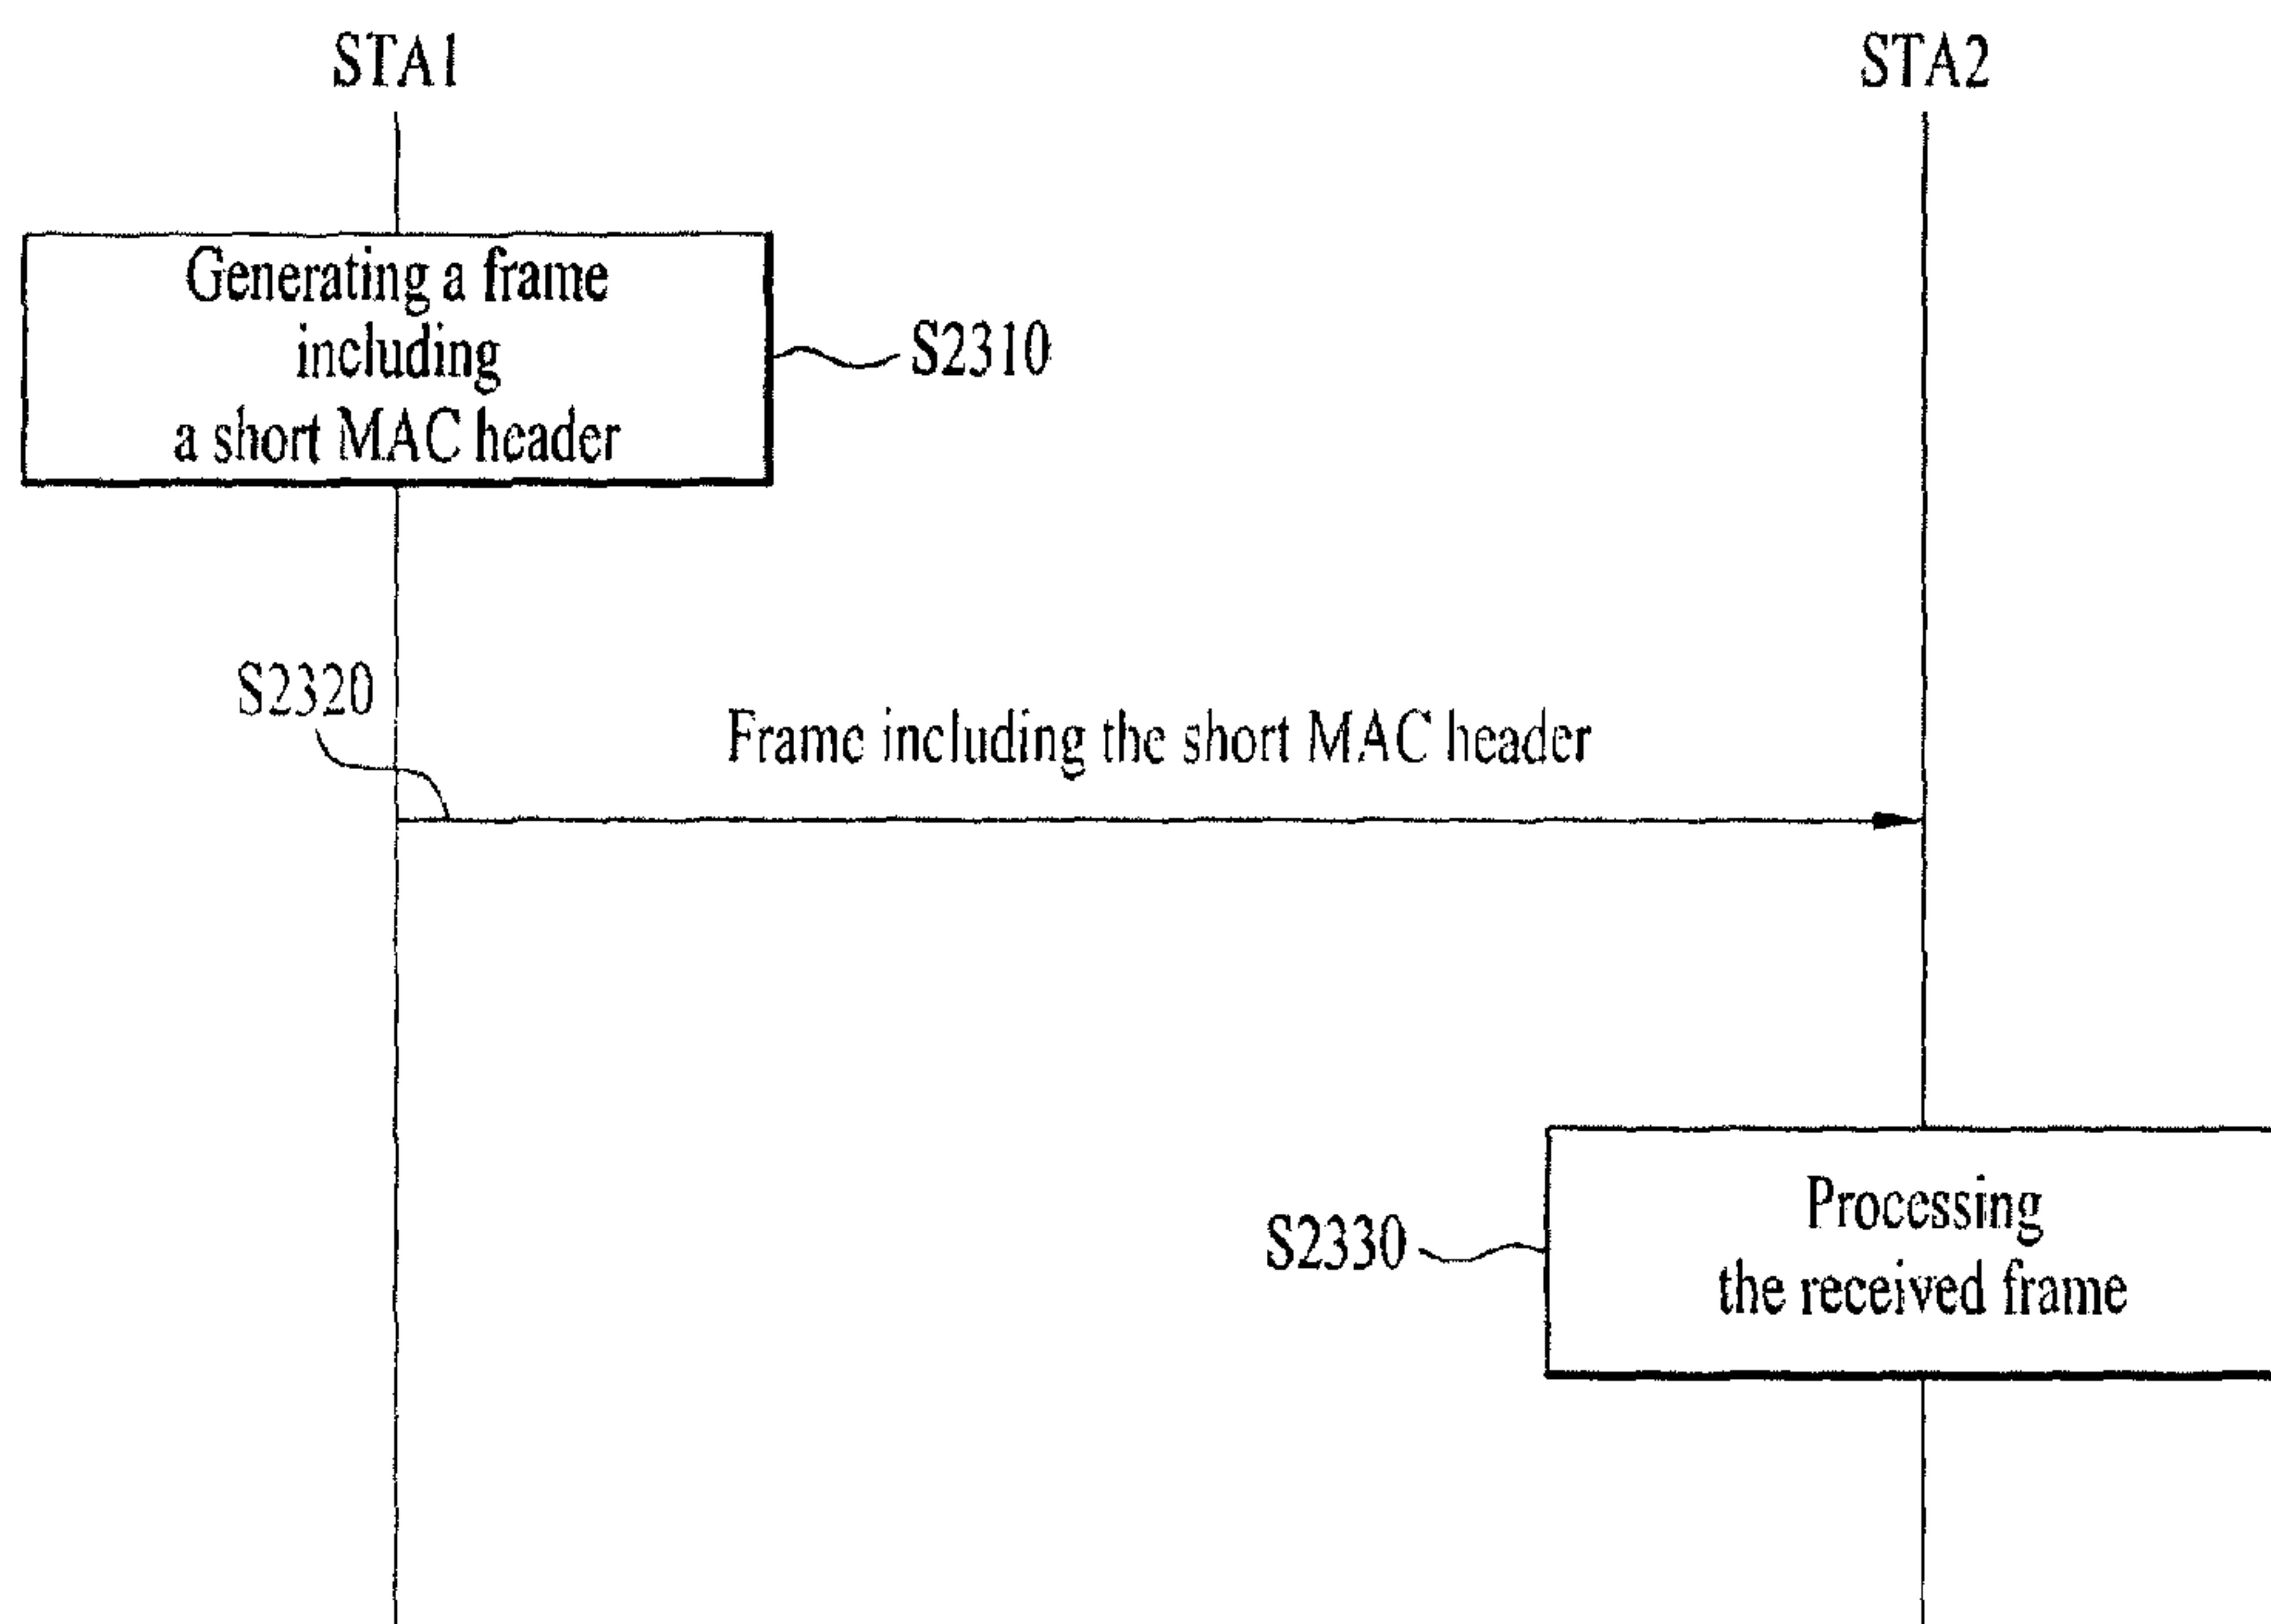 STA1
STA2
Generating a frame
including
a short MAC header
S2310
S2320
Frame including the short MAC header
S2330
Processing
the received frame